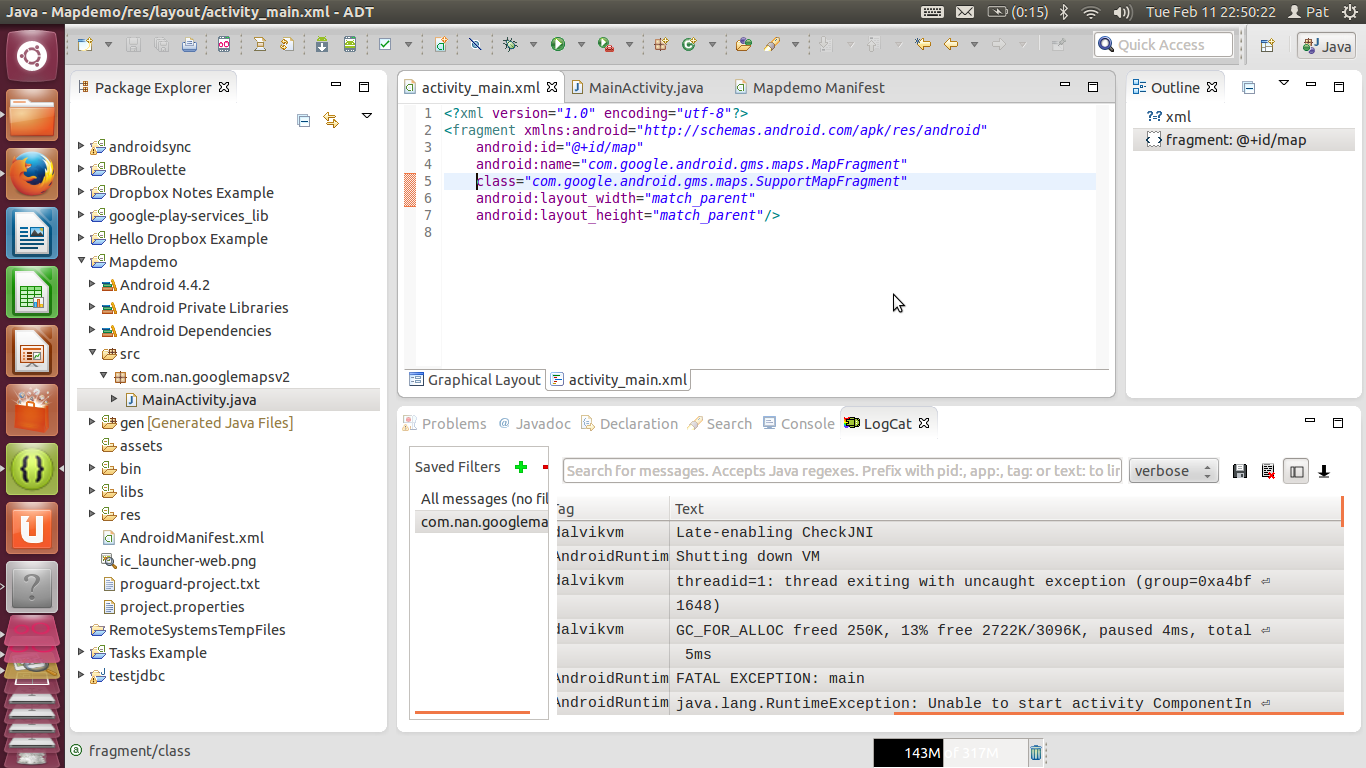 Java - Mapdemo/res/layout/activity_main.xml - ADT
(0:15)
Tue Feb 11 22:50:22
Pat
Quick Access
Java
Package Explorer
androidsync
DBRoulette
Dropbox Notes Example
google-play-services_lib
Hello Dropbox Example
Mapdemo
Android 4.4.2
Android Private Libraries
Android Dependencies
src
com.nan.googlemapsv2
MainActivity.java
gen [Generated Java Files]
assets
bin
libs
res
AndroidManifest.xml
ic_launcher-web.png
proguard-project.txt
project.properties
RemoteSystemsTempFiles
Tasks Example
testjdbc
activity_main.xml
MainActivity.java
Mapdemo Manifest
1 <?xml version="1.0" encoding="utf-8"?>
2 <fragment xmlns:android="http://schemas.android.com/apk/res/android"
3 android:id="@+id/map"
4 android:name="com.google.android.gms.maps.MapFragment"
5 class="com.google.android.gms.maps.SupportMapFragment"
6 android:layout_width="match_parent"
7 android:layout_height="match_parent"/>
8
Graphical Layout
activity_main.xml
Outline
xml
fragment: @+id/map
Problems
@ Javadoc
Declaration
Search
Console
LogCat
Saved Filters
All messages (no fil
com.nan.googlema
Search for messages. Accepts Java regexes. Prefix with pid:, app:, tag: or text: to lir
verbose
Tag Text
dalvikvm Late-enabling CheckJNI
AndroidRuntim Shutting down VM
dalvikvm threadid=1: thread exiting with uncaught exception (group=0xa4bf
1648)
dalvikvm GC_FOR_ALLOC freed 250K, 13% free 2722K/3096K, paused 4ms, total
5ms
AndroidRuntim FATAL EXCEPTION: main
AndroidRuntim java.lang.RuntimeException: Unable to start activity ComponentIn
fragment/class
143M of 317M